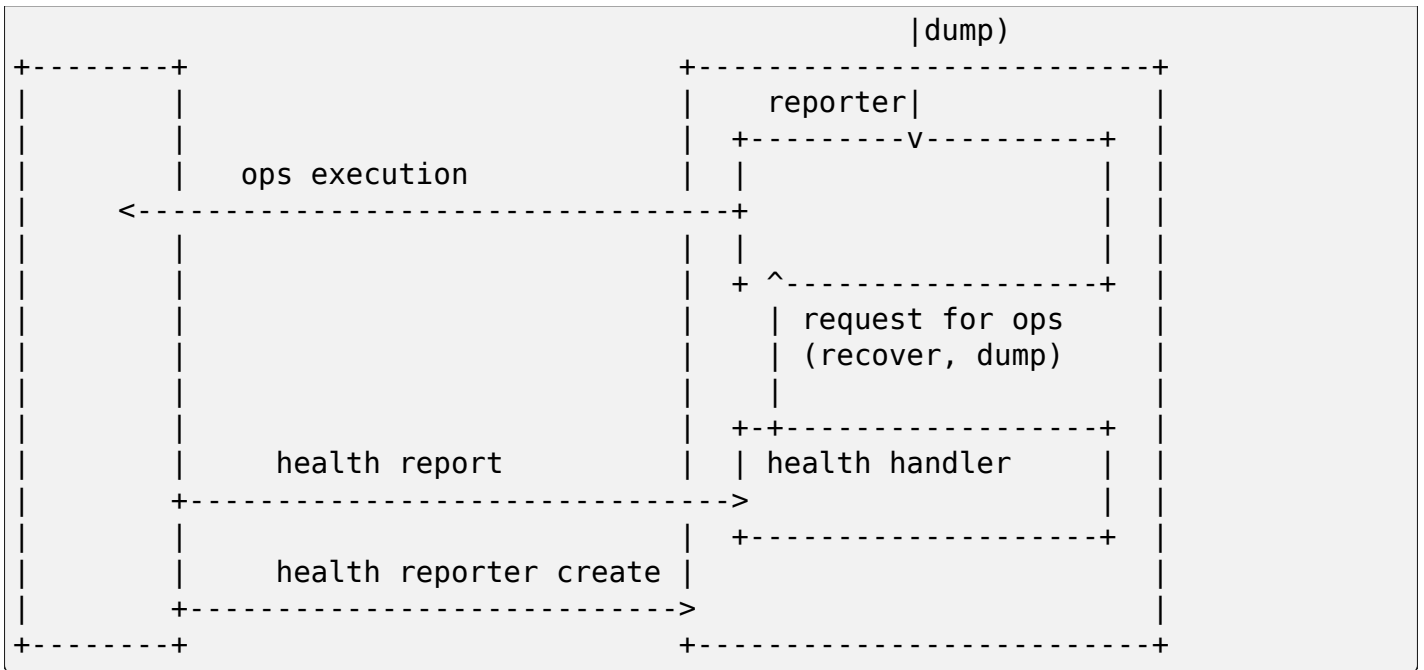 |dump)
reporter|
ops execution
request for ops
(recover, dump)
health report
health handler
health reporter create